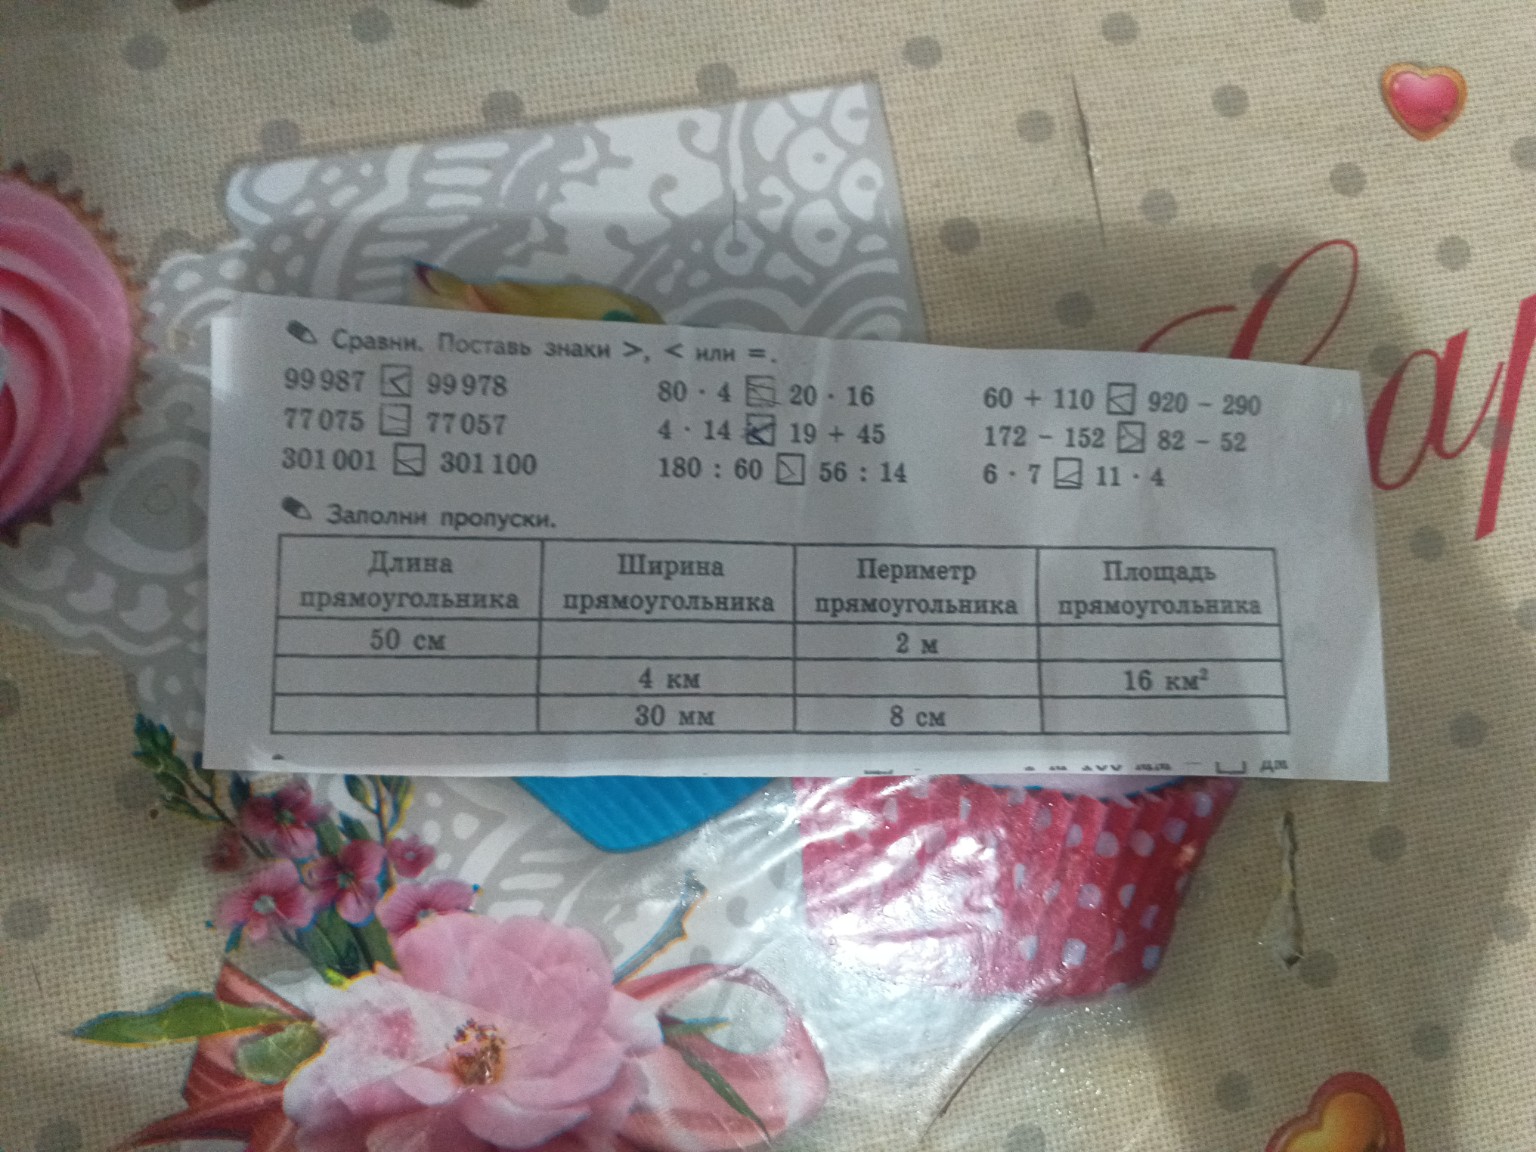 Сравни. Поставь знаки >, < или =.
99 987 < 99 978 80 · 4 20 · 16 60 + 110 < 920 − 290
77 075 77 057 4 · 14 < 19 + 45 172 − 152 82 − 52
301 001 < 301 100 180 : 60 56 : 14 6 · 7 11 · 4
Заполни пропуски.
Длина прямоугольника Ширина прямоугольника Периметр прямоугольника Площадь прямоугольника
50 см 2 м
4 км 16 км²
30 мм 8 см
дм